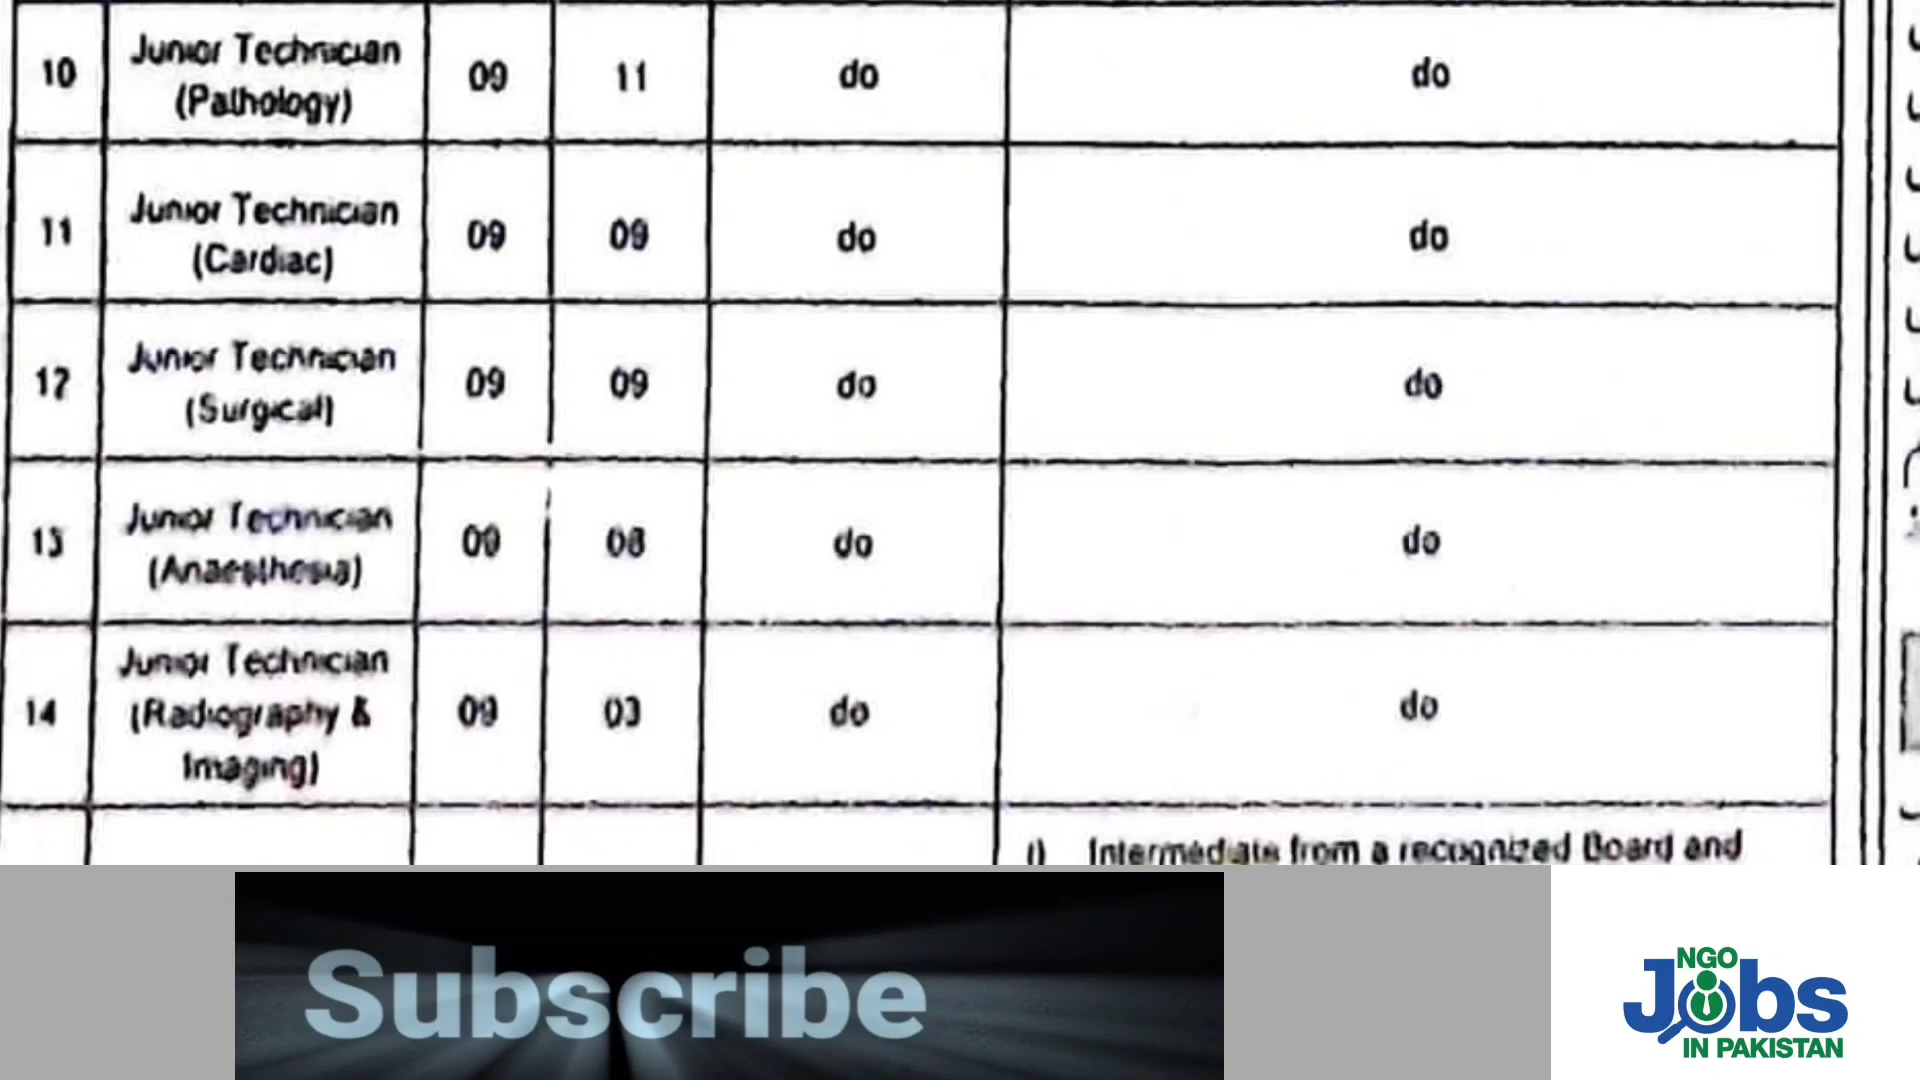 10
Junior Technician
(Pathology)
09
11
do
do
11
Junior Technician
(Cardiac)
09
09
do
do
12
Junior Technician
(Surgical)
09
09
do
do
13
Junior Technician
(Anaesthesia)
09
08
do
do
14
Junior Technician
(Radiography &
Imaging)
09
03
do
do
i) Intermediate from a recognized Board and
Subscribe
NGO
Jobs
IN PAKISTAN